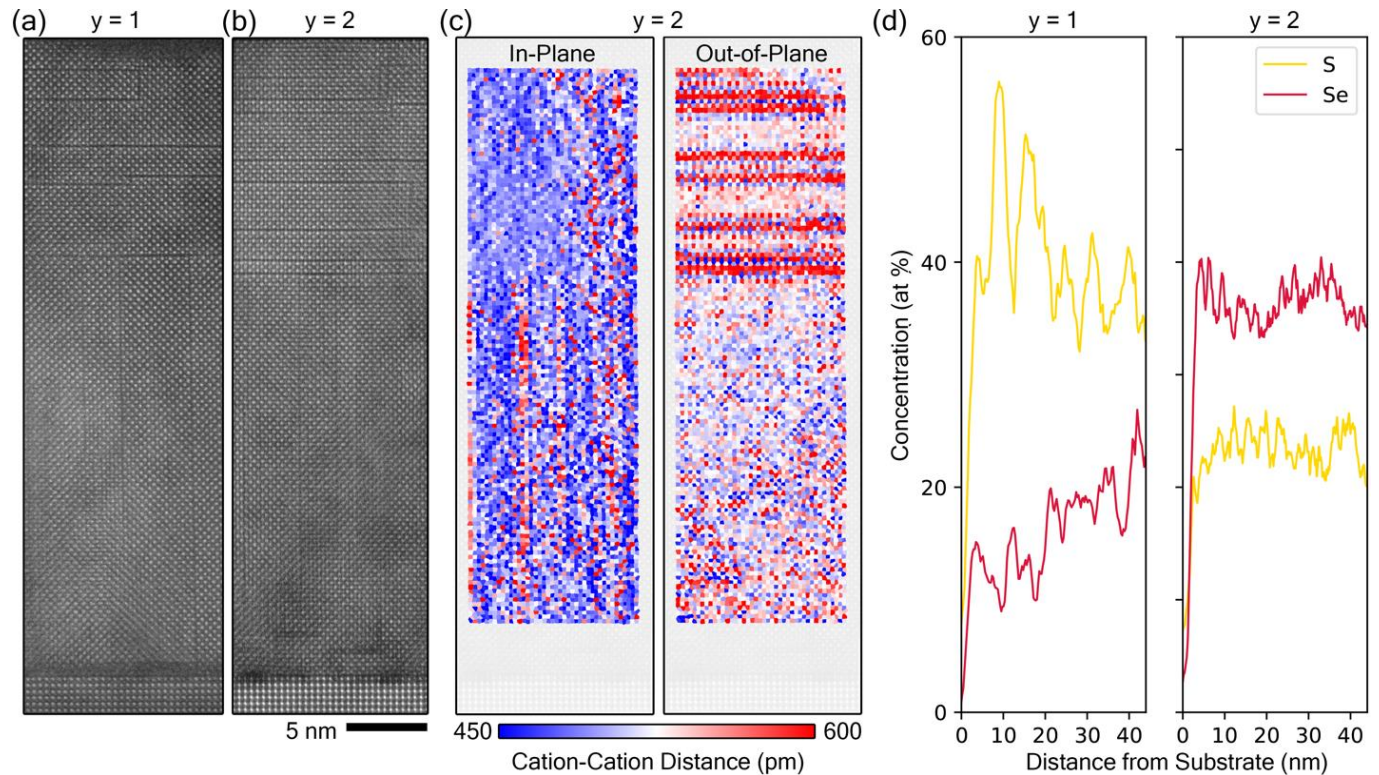 (a) y = 1 (b) y = 2 (c) y = 2 (d) y = 1 y = 2
In-Plane Out-of-Plane
S
Se
60
40
20
0
Concentration (at %)
0 10 20 30 40 0 10 20 30 40
Distance from Substrate (nm)
5 nm
450 600
Cation-Cation Distance (pm)